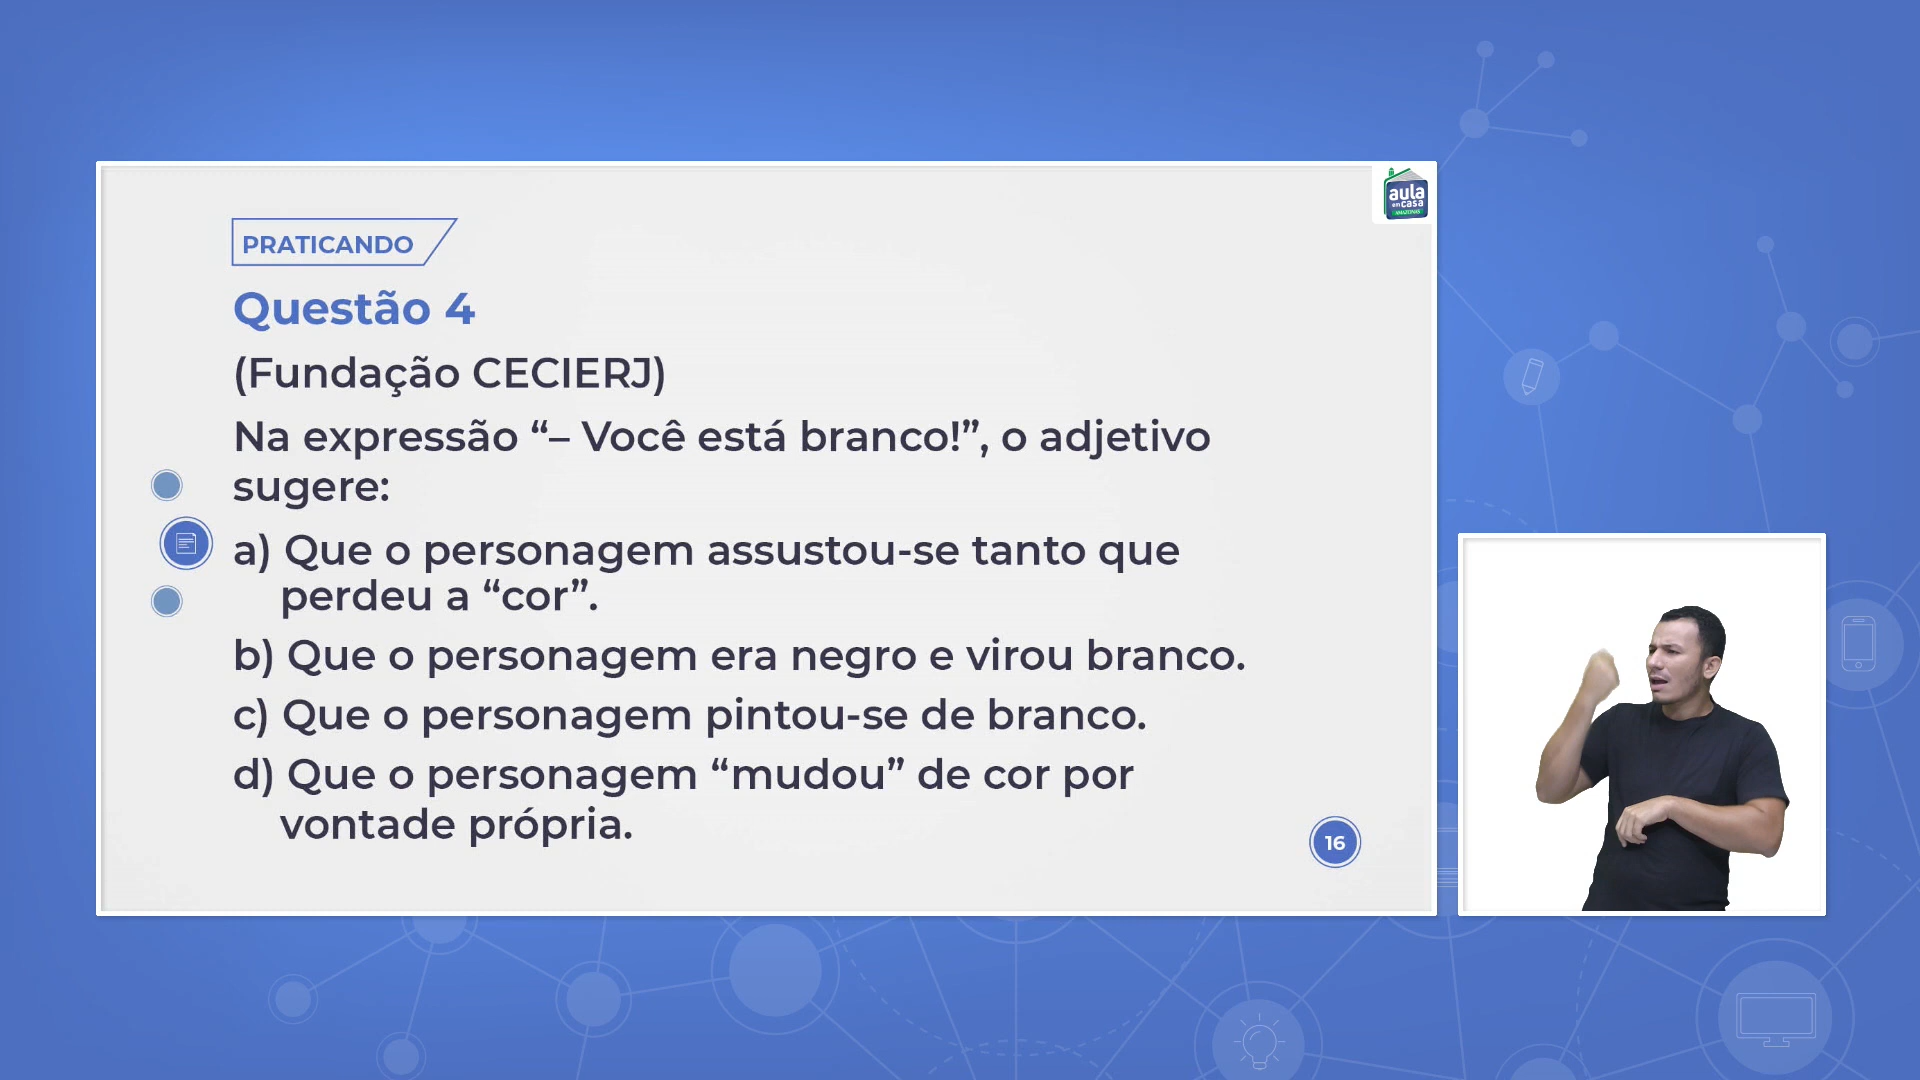 aula
em casa
AMAZONAS
PRATICANDO
Questão 4
(Fundação CECIERJ)
Na expressão “– Você está branco!”, o adjetivo
sugere:
a) Que o personagem assustou-se tanto que
perdeu a “cor”.
b) Que o personagem era negro e virou branco.
c) Que o personagem pintou-se de branco.
d) Que o personagem “mudou” de cor por
vontade própria.
16